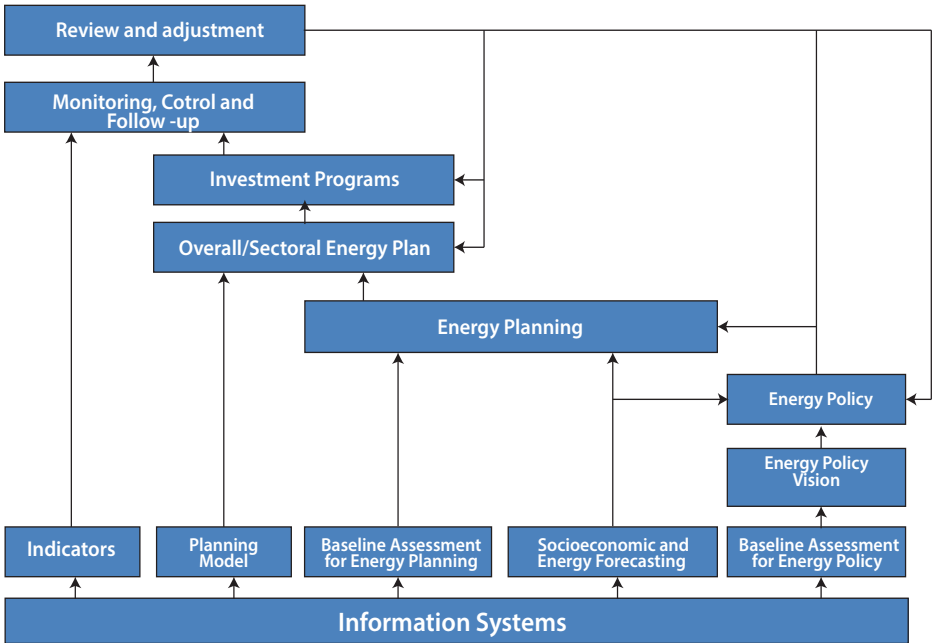 Review and adjustment
Monitoring, Cotrol and
Follow -up
Investment Programs
Overall/Sectoral Energy Plan
Energy Planning
Energy Policy
Energy Policy
Vision
Indicators
Planning
Model
Baseline Assessment
for Energy Planning
Socioeconomic and
Energy Forecasting
Baseline Assessment
for Energy Policy
Information Systems